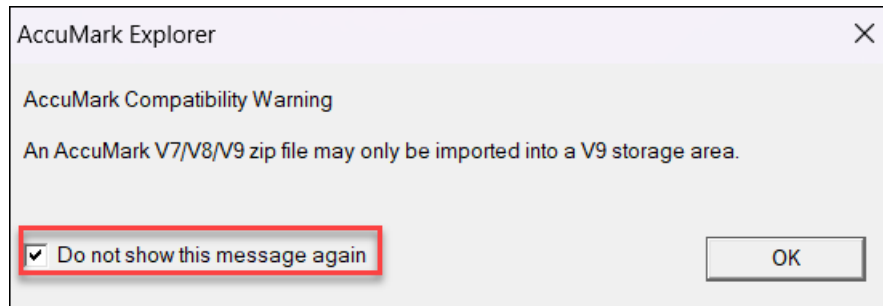 AccuMark Explorer
AccuMark Compatibility Warning
An AccuMark V7/V8/V9 zip file may only be imported into a V9 storage area.
Do not show this message again
OK